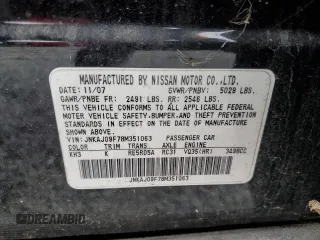 MANUFACTURED BY NISSAN MOTOR CO.,LTD.
DATE 11/07 GVWR/PNBV: 5029 LBS.
GAWR/PNBE FR: 2491 LBS. RR: 2546 LBS.
THIS VEHICLE CONFORMS TO ALL APPLICABLE FEDERAL
MOTOR VEHICLE SAFETY, BUMPER, AND THEFT
PREVENTION STANDARDS IN EFFECT ON THE
DATE OF MANUFACTURE SHOWN ABOVE.
VIN: JNKAJ09F78M351063 PASSENGER CAR
COLOR TRIM TRANS AXLE ENGINE
KH3 K RE5R05A RC31 VQ35(HR) 3498CC
JNKAJ09F78M351063
DREAMBID